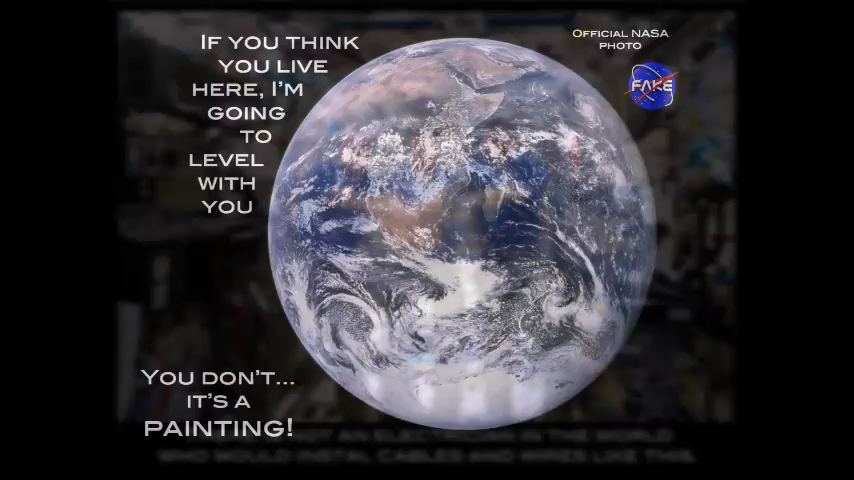 IF YOU THINK
YOU LIVE
HERE, I'M
GOING
TO
LEVEL
WITH
YOU
OFFICIAL NASA
PHOTO
FAKE
YOU DON'T...
IT'S A
PAINTING!
AN ELECTRICIAN IN THE WORLD
WHO WOULD INSTAL CABLES AND WIRES LIKE THIS.